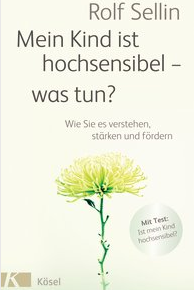 Rolf Sellin
Mein Kind ist
hochsensibel –
was tun?
Wie Sie es verstehen,
stärken und fördern
Mit Test:
Ist mein Kind
hochsensibel?
K Kösel